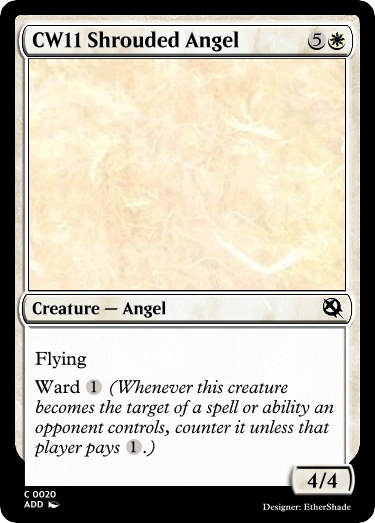 CW11 Shrouded Angel 5
Creature — Angel
Flying
Ward 1 (Whenever this creature
becomes the target of a spell or ability an
opponent controls, counter it unless that
player pays 1.)
4/4
C 0020
ADD
Designer: EtherShade